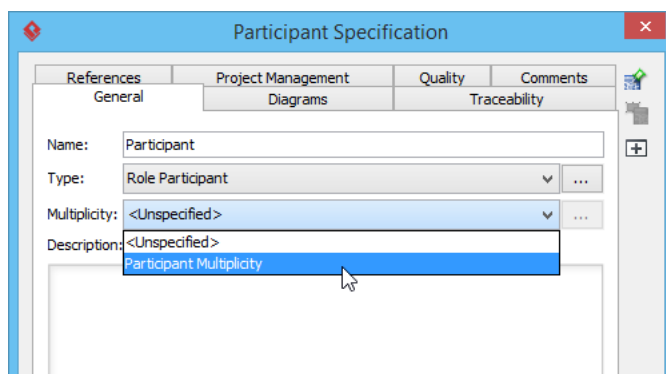 Participant Specification
References Project Management Quality Comments
General Diagrams Traceability
Name: Participant
Type: Role Participant ...
Multiplicity: <Unspecified> ...
Description: <Unspecified>
Participant Multiplicity